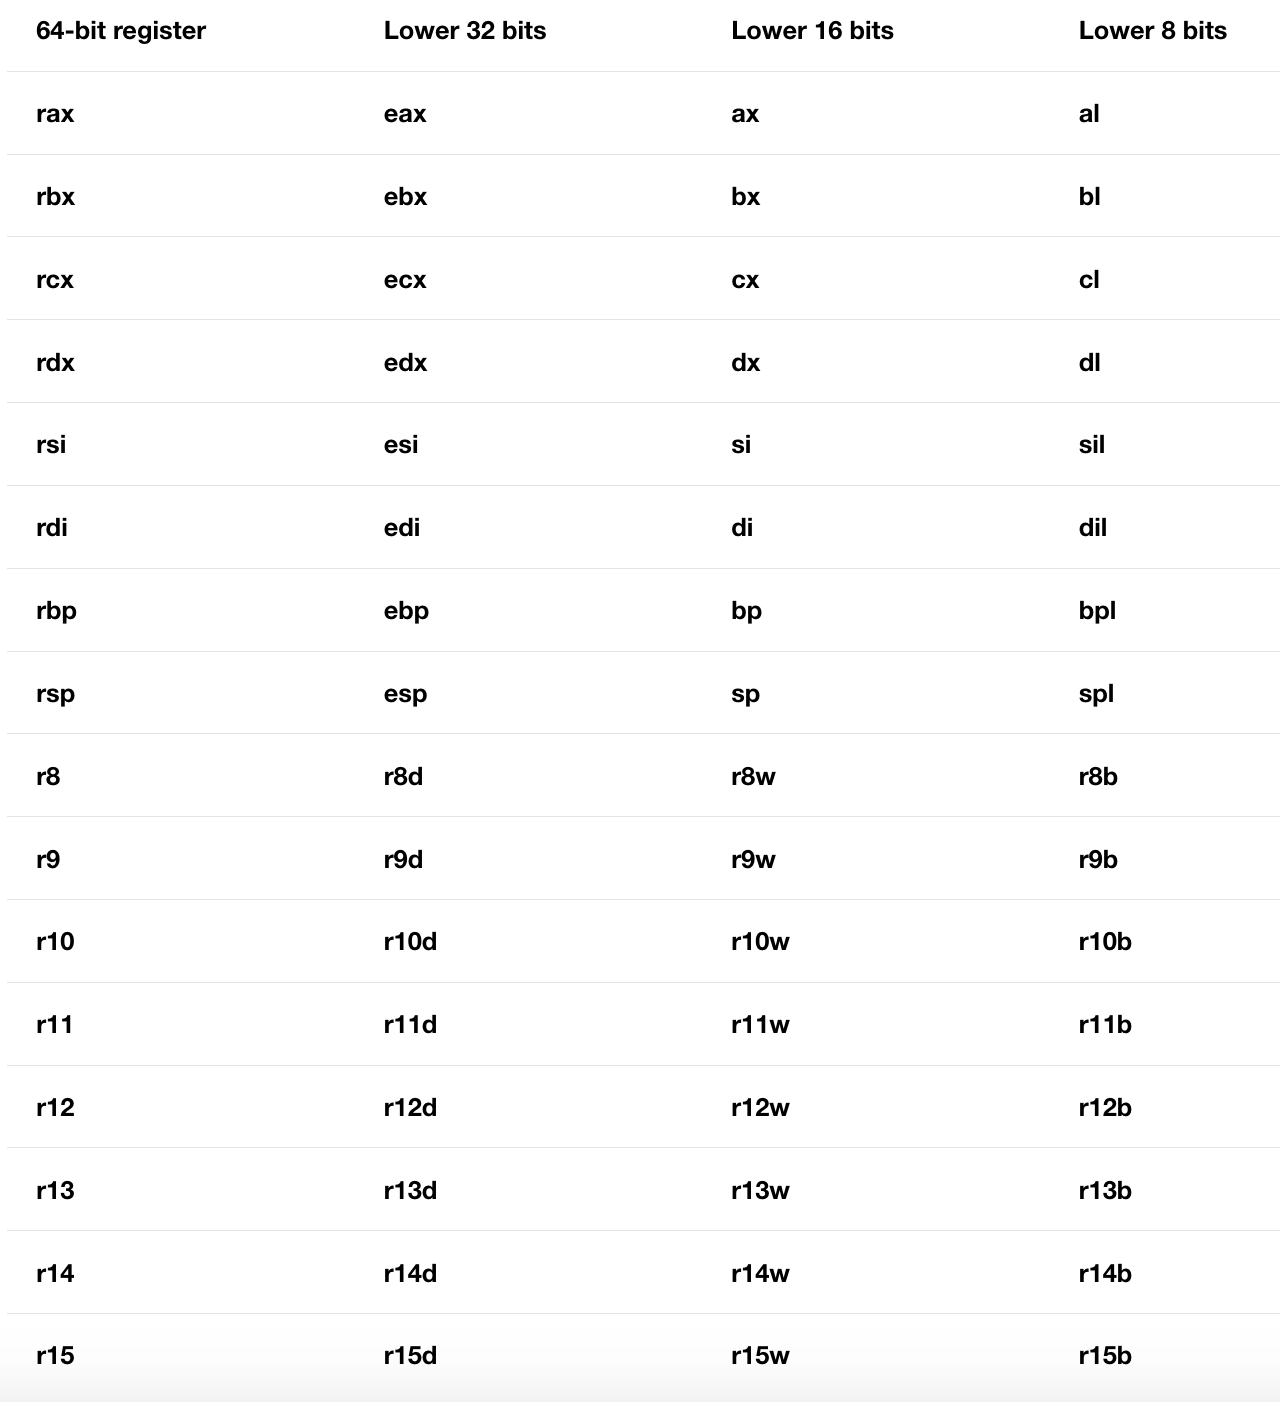 64-bit register Lower 32 bits Lower 16 bits Lower 8 bits
rax eax ax al
rbx ebx bx bl
rcx ecx cx cl
rdx edx dx dl
rsi esi si sil
rdi edi di dil
rbp ebp bp bpl
rsp esp sp spl
r8 r8d r8w r8b
r9 r9d r9w r9b
r10 r10d r10w r10b
r11 r11d r11w r11b
r12 r12d r12w r12b
r13 r13d r13w r13b
r14 r14d r14w r14b
r15 r15d r15w r15b